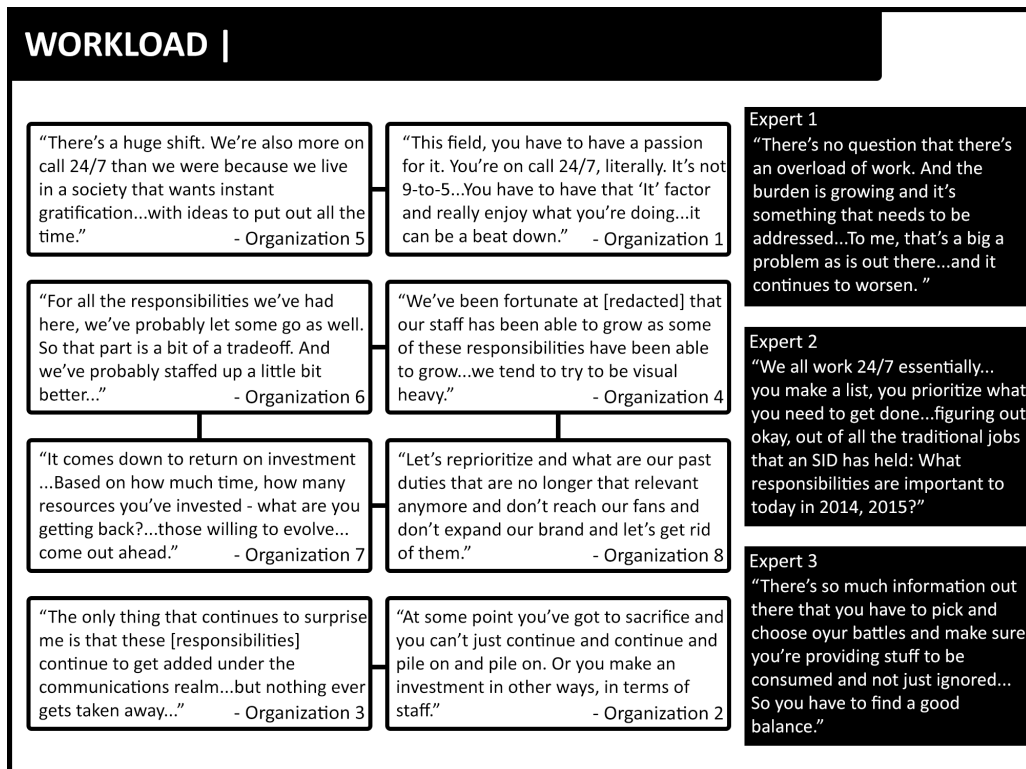 WORKLOAD |
“There’s a huge shift. We’re also more on
call 24/7 than we were because we live
in a society that wants instant
gratification...with ideas to put out all the
time.” - Organization 5
“This field, you have to have a passion
for it. You’re on call 24/7, literally. It’s not
9-to-5...You have to have that ‘It’ factor
and really enjoy what you’re doing...it
can be a beat down.” - Organization 1
“For all the responsibilities we’ve had
here, we’ve probably let some go as well.
So that part is a bit of a tradeoff. And
we’ve probably staffed up a little bit
better...” - Organization 6
“We’ve been fortunate at [redacted] that
our staff has been able to grow as some
of these responsibilities have been able
to grow...we tend to try to be visual
heavy.” - Organization 4
“It comes down to return on investment
...Based on how much time, how many
resources you’ve invested - what are you
getting back?...those willing to evolve...
come out ahead.” - Organization 7
“Let’s reprioritize and what are our past
duties that are no longer that relevant
anymore and don’t reach our fans and
don’t expand our brand and let’s get rid
of them.” - Organization 8
“The only thing that continues to surprise
me is that these [responsibilities]
continue to get added under the
communications realm...but nothing ever
gets taken away...” - Organization 3
“At some point you’ve got to sacrifice and
you can’t just continue and continue and
pile on and pile on. Or you make an
investment in other ways, in terms of
staff.” - Organization 2
Expert 1
“There’s no question that there’s
an overload of work. And the
burden is growing and it’s
something that needs to be
addressed...To me, that’s a big a
problem as is out there...and it
continues to worsen. ”
Expert 2
“We all work 24/7 essentially...
you make a list, you prioritize what
you need to get done...figuring out
okay, out of all the traditional jobs
that an SID has held: What
responsibilities are important to
today in 2014, 2015?”
Expert 3
“There’s so much information out
there that you have to pick and
choose oyur battles and make sure
you’re providing stuff to be
consumed and not just ignored...
So you have to find a good
balance.”